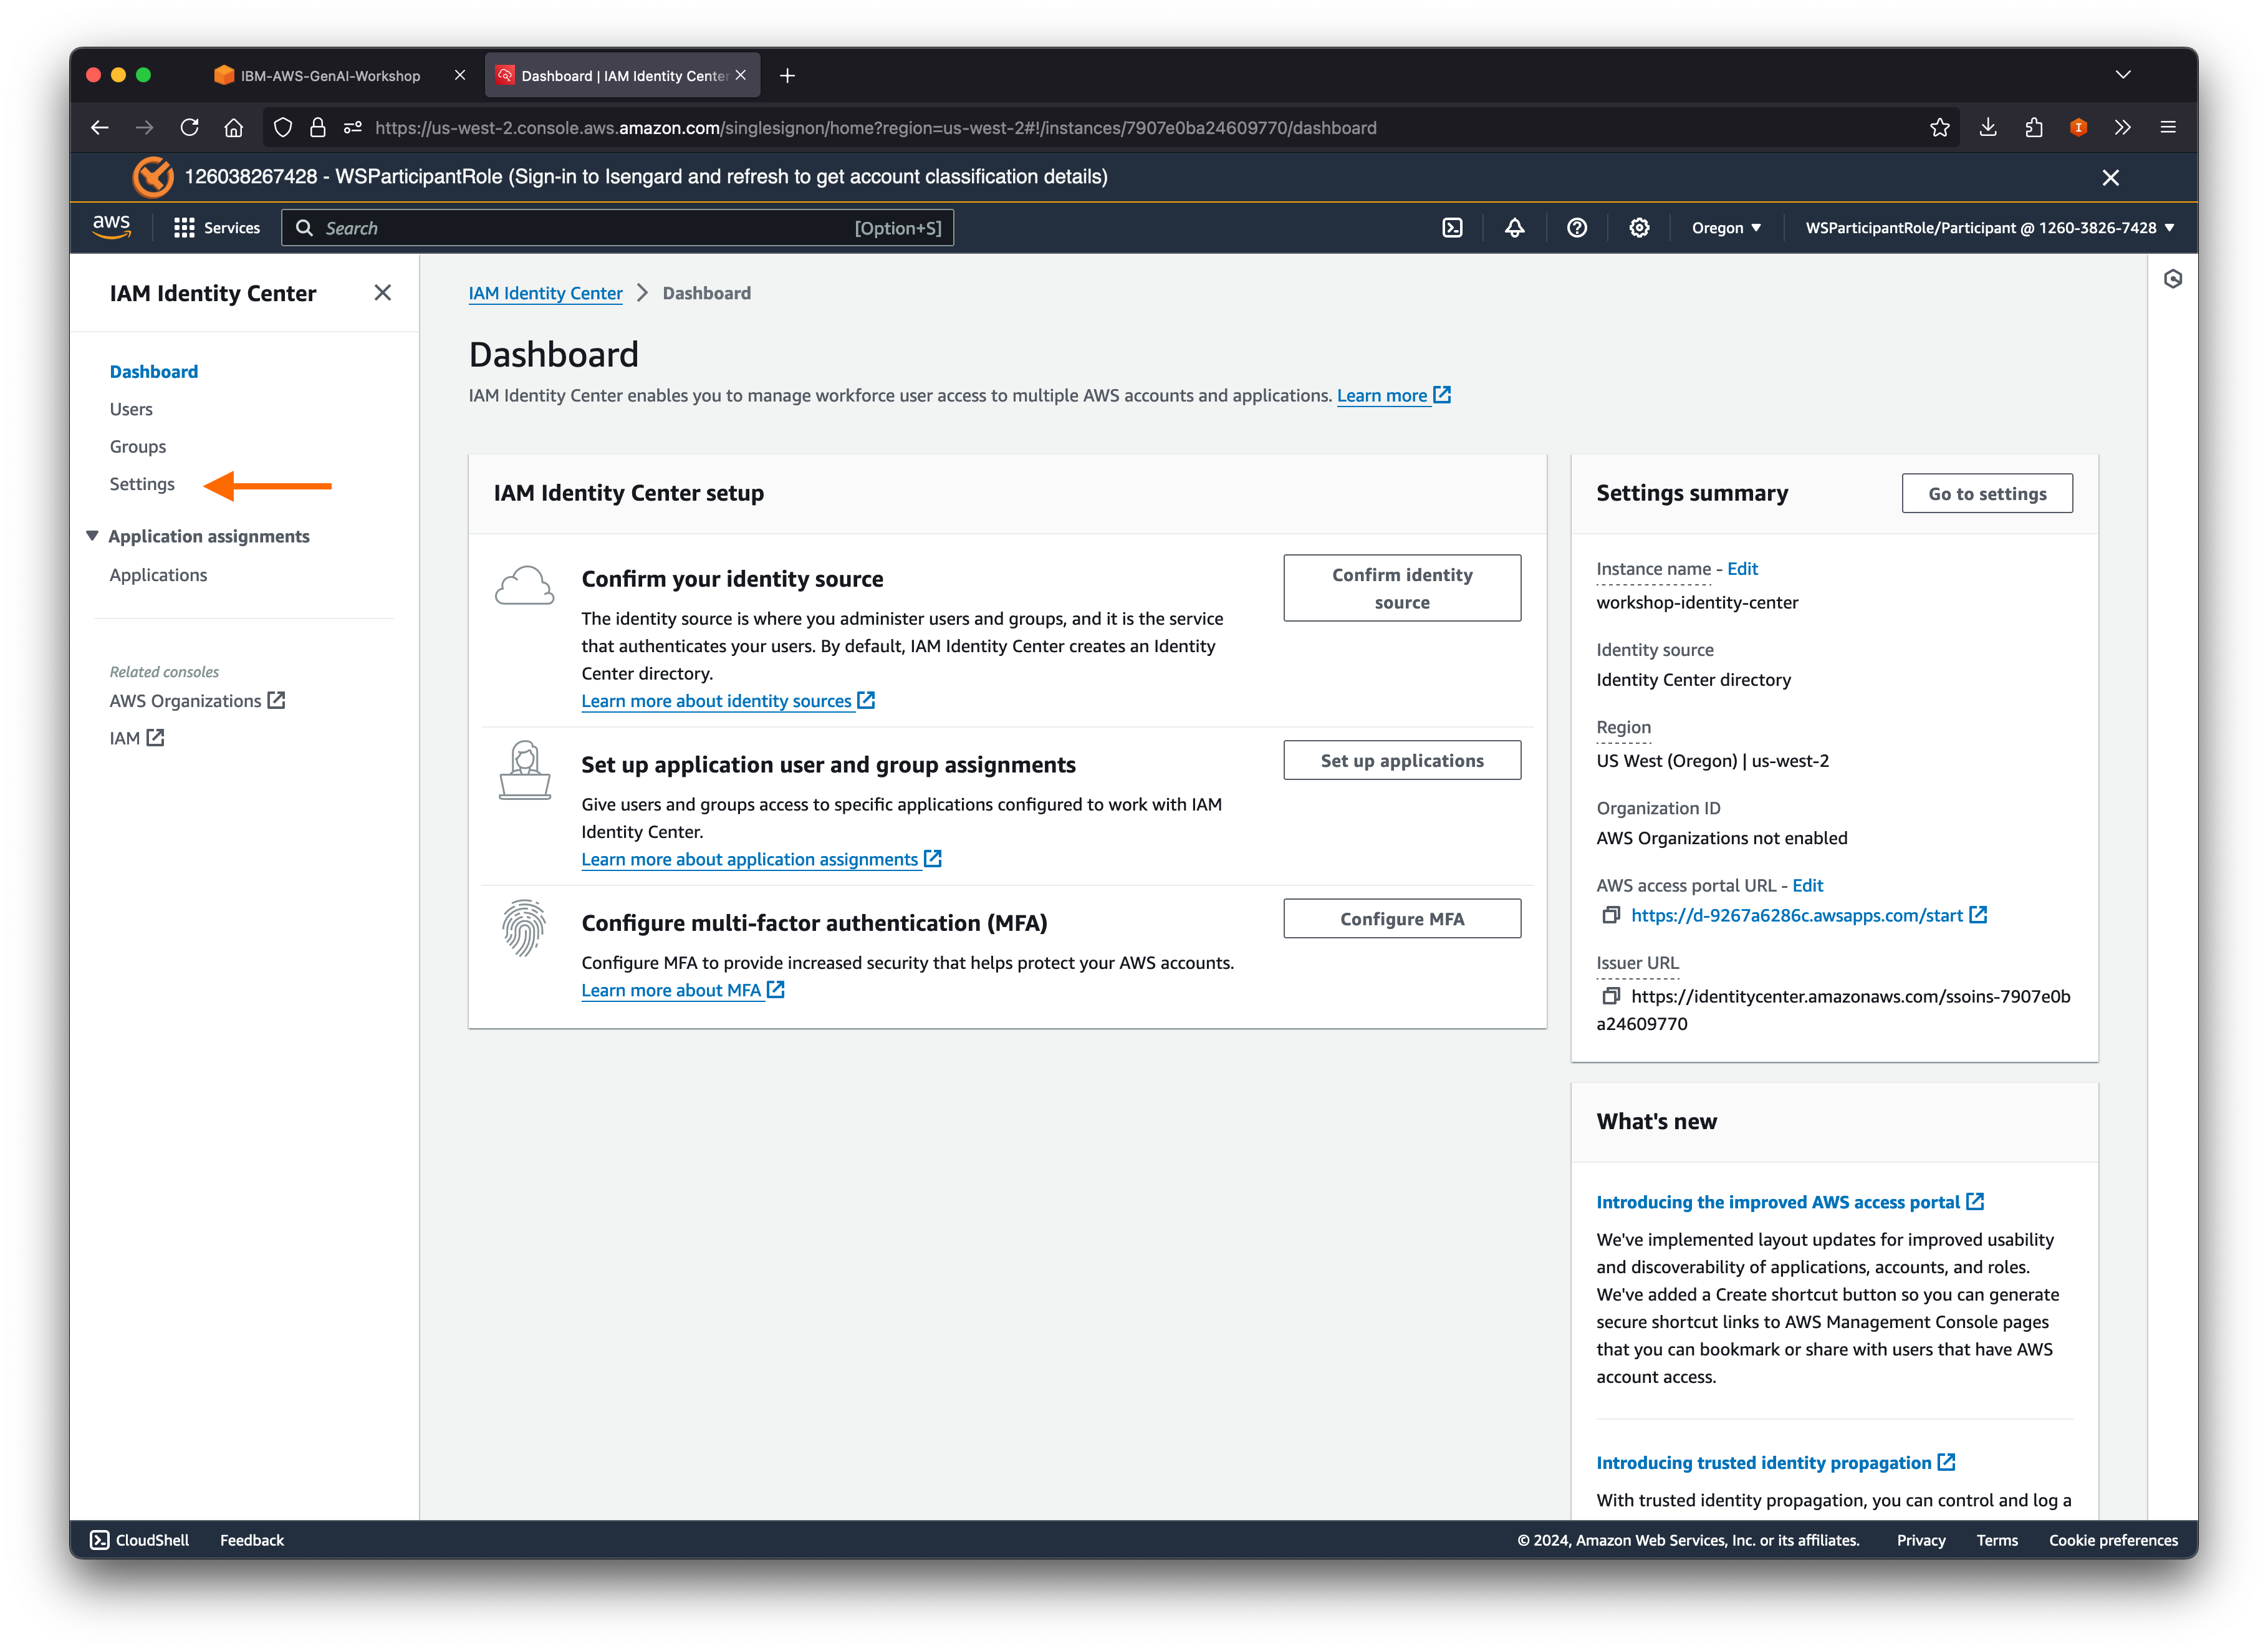 IBM-AWS-GenAI-Workshop
Dashboard | IAM Identity Center
https://us-west-2.console.aws.amazon.com/singlesignon/home?region=us-west-2#!/instances/7907e0ba24609770/dashboard
126038267428 - WSParticipantRole (Sign-in to Isengard and refresh to get account classification details)
aws
Services
Search
[Option+S]
Oregon
WSParticipantRole/Participant @ 1260-3826-7428
IAM Identity Center
Dashboard
Users
Groups
Settings
Application assignments
Applications
Related consoles
AWS Organizations
IAM
IAM Identity Center
Dashboard
Dashboard
IAM Identity Center enables you to manage workforce user access to multiple AWS accounts and applications. Learn more
IAM Identity Center setup
Confirm your identity source
The identity source is where you administer users and groups, and it is the service
that authenticates your users. By default, IAM Identity Center creates an Identity
Center directory.
Learn more about identity sources
Confirm identity
source
Set up application user and group assignments
Give users and groups access to specific applications configured to work with IAM
Identity Center.
Learn more about application assignments
Set up applications
Configure multi-factor authentication (MFA)
Configure MFA to provide increased security that helps protect your AWS accounts.
Learn more about MFA
Configure MFA
Settings summary
Go to settings
Instance name - Edit
workshop-identity-center
Identity source
Identity Center directory
Region
US West (Oregon) | us-west-2
Organization ID
AWS Organizations not enabled
AWS access portal URL - Edit
https://d-9267a6286c.awsapps.com/start
Issuer URL
https://identitycenter.amazonaws.com/ssoins-7907e0b
a24609770
What's new
Introducing the improved AWS access portal
We've implemented layout updates for improved usability
and discoverability of applications, accounts, and roles.
We've added a Create shortcut button so you can generate
secure shortcut links to AWS Management Console pages
that you can bookmark or share with users that have AWS
account access.
Introducing trusted identity propagation
With trusted identity propagation, you can control and log a
CloudShell
Feedback
© 2024, Amazon Web Services, Inc. or its affiliates.
Privacy
Terms
Cookie preferences